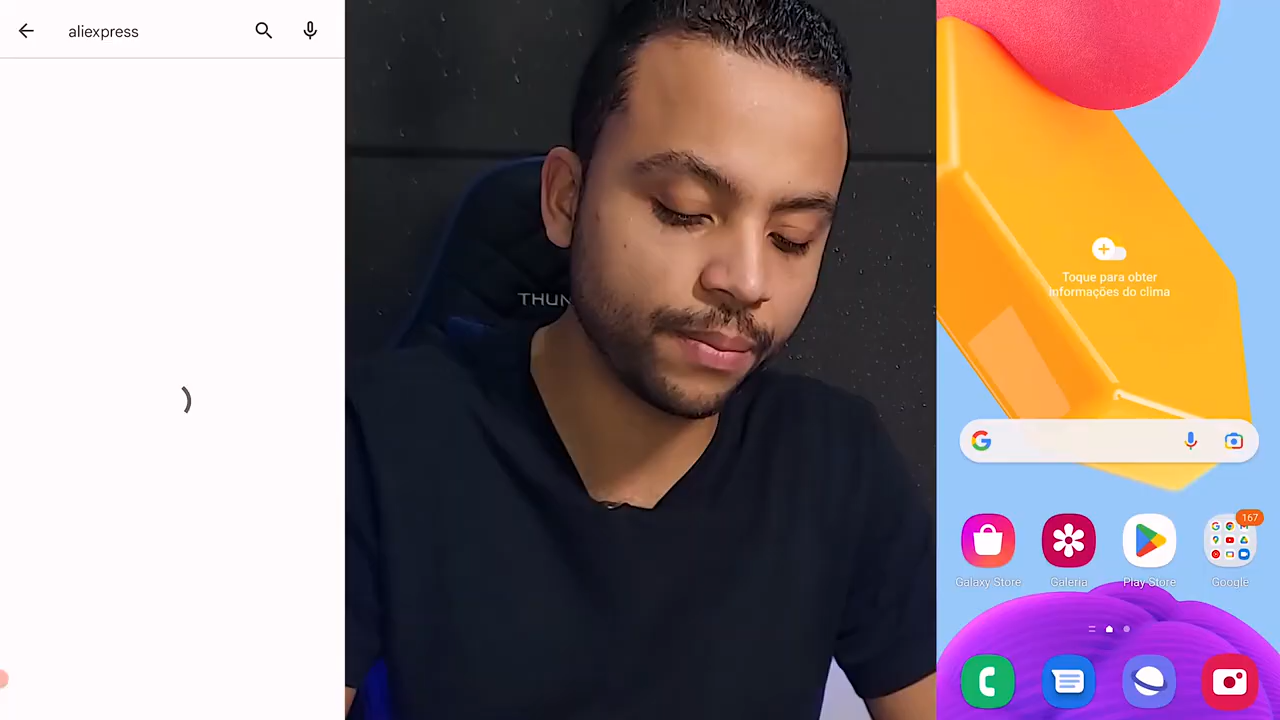 aliexpress
THUN
Toque para obter
informações do clima
167
Galaxy Store
Galeria
Play Store
Google